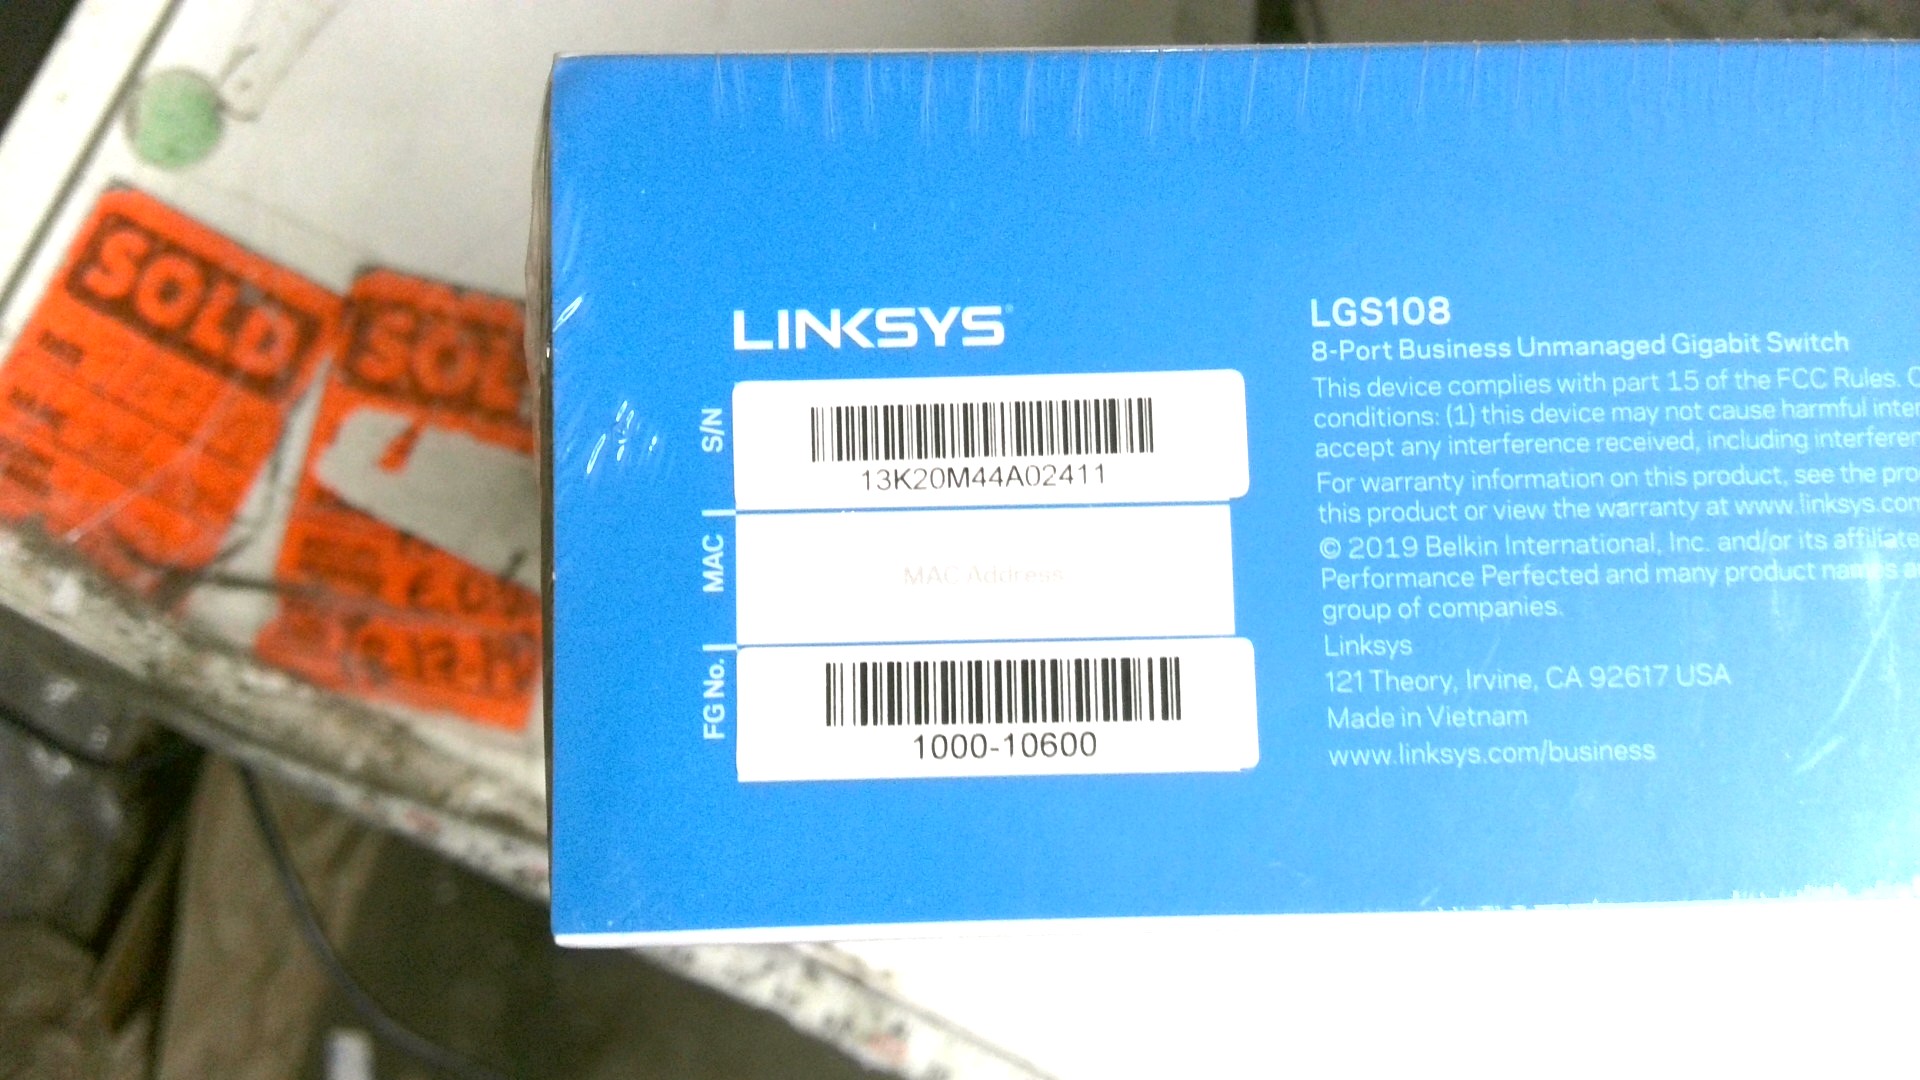 SOLD
SOL
LINKSYS
S/N
13K20M44A02411
MAC
MAC Address
FG No.
1000-10600
LGS108
8-Port Business Unmanaged Gigabit Switch
This device complies with part 15 of the FCC Rules.
conditions: (1) this device may not cause harmful
accept any interference received, including
For warranty information on this product, see the
this product or view the warranty at www.linksys.com
© 2019 Belkin International, Inc. and/or its
Performance Perfected and many product names
group of companies.
Linksys
121 Theory, Irvine, CA 92617 USA
Made in Vietnam
www.linksys.com/business